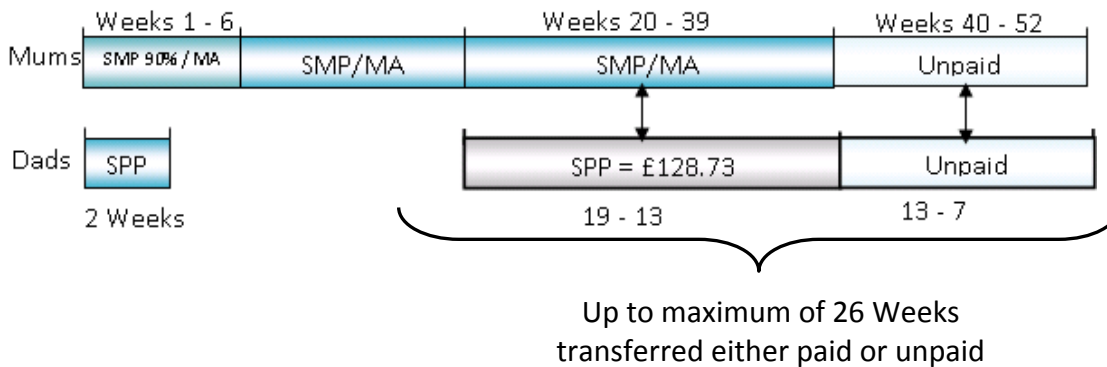 Weeks 1 - 6
Weeks 20 - 39
Weeks 40 - 52
Mums
SMP 90% / MA
SMP/MA
SMP/MA
Unpaid
Dads
SPP
SPP = £128.73
Unpaid
2 Weeks
19 - 13
13 - 7
Up to maximum of 26 Weeks
transferred either paid or unpaid